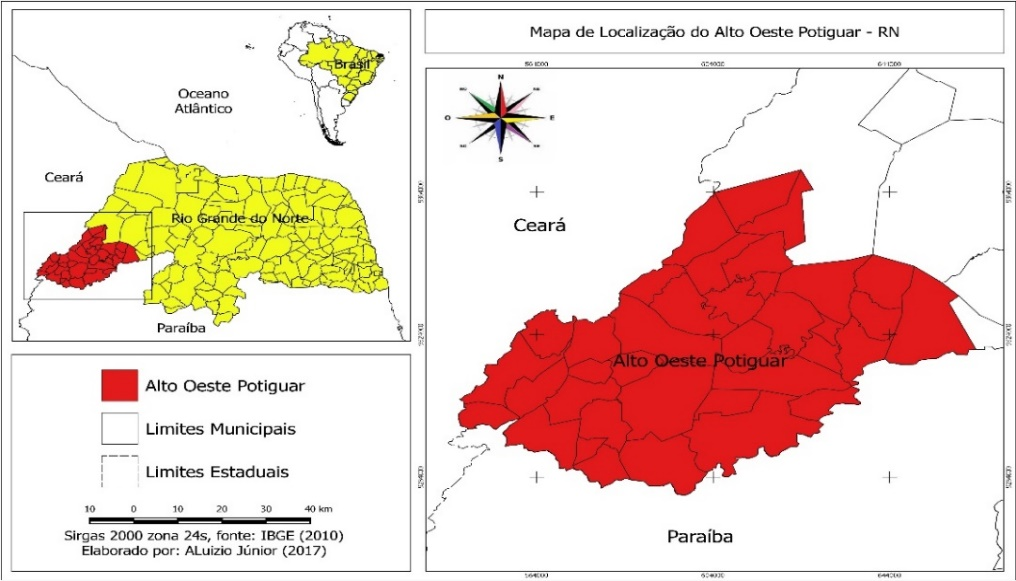 Brasil
Oceano
Atlântico
Ceará
Rio Grande do Norte
Paraíba
Alto Oeste Potiguar
Limites Municipais
Limites Estaduais
10 0 10 20 30 40 km
Sirgas 2000 zona 24s, fonte: IBGE (2010)
Elaborado por: ALuizio Júnior (2017)
Mapa de Localização do Alto Oeste Potiguar - RN
N
O E
S
Ceará
Alto Oeste Potiguar
Paraíba